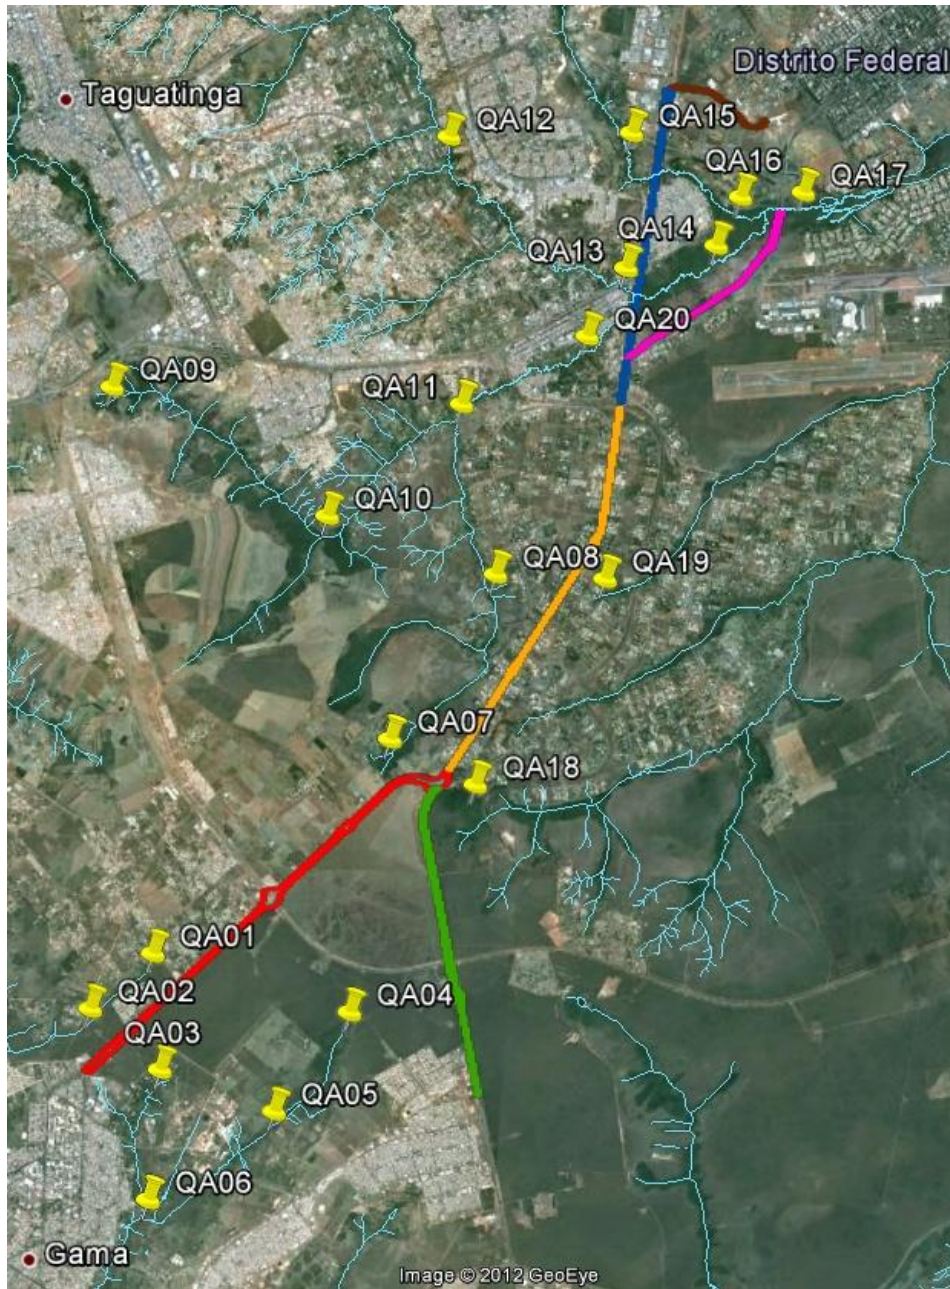 Distrito Federal
Taguatinga
QA12
QA15
QA16
QA17
QA14
QA13
QA20
QA09
QA11
QA10
QA08
QA19
QA07
QA18
QA01
QA02
QA04
QA03
QA05
QA06
Gama
Image © 2012 GeoEye